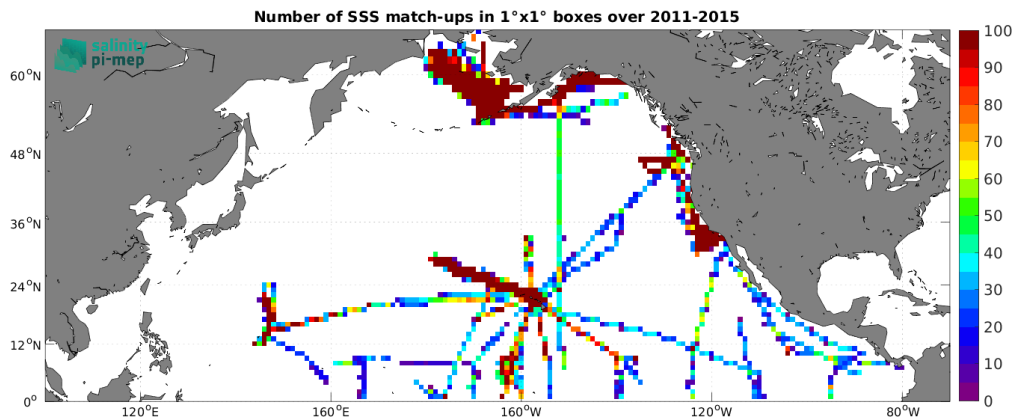 Number of SSS match-ups in 1°x1° boxes over 2011-2015
salinity
pi-mep
60°N
48°N
36°N
24°N
12°N
0°
120°E
160°E
160°W
120°W
80°W
100
90
80
70
60
50
40
30
20
10
0